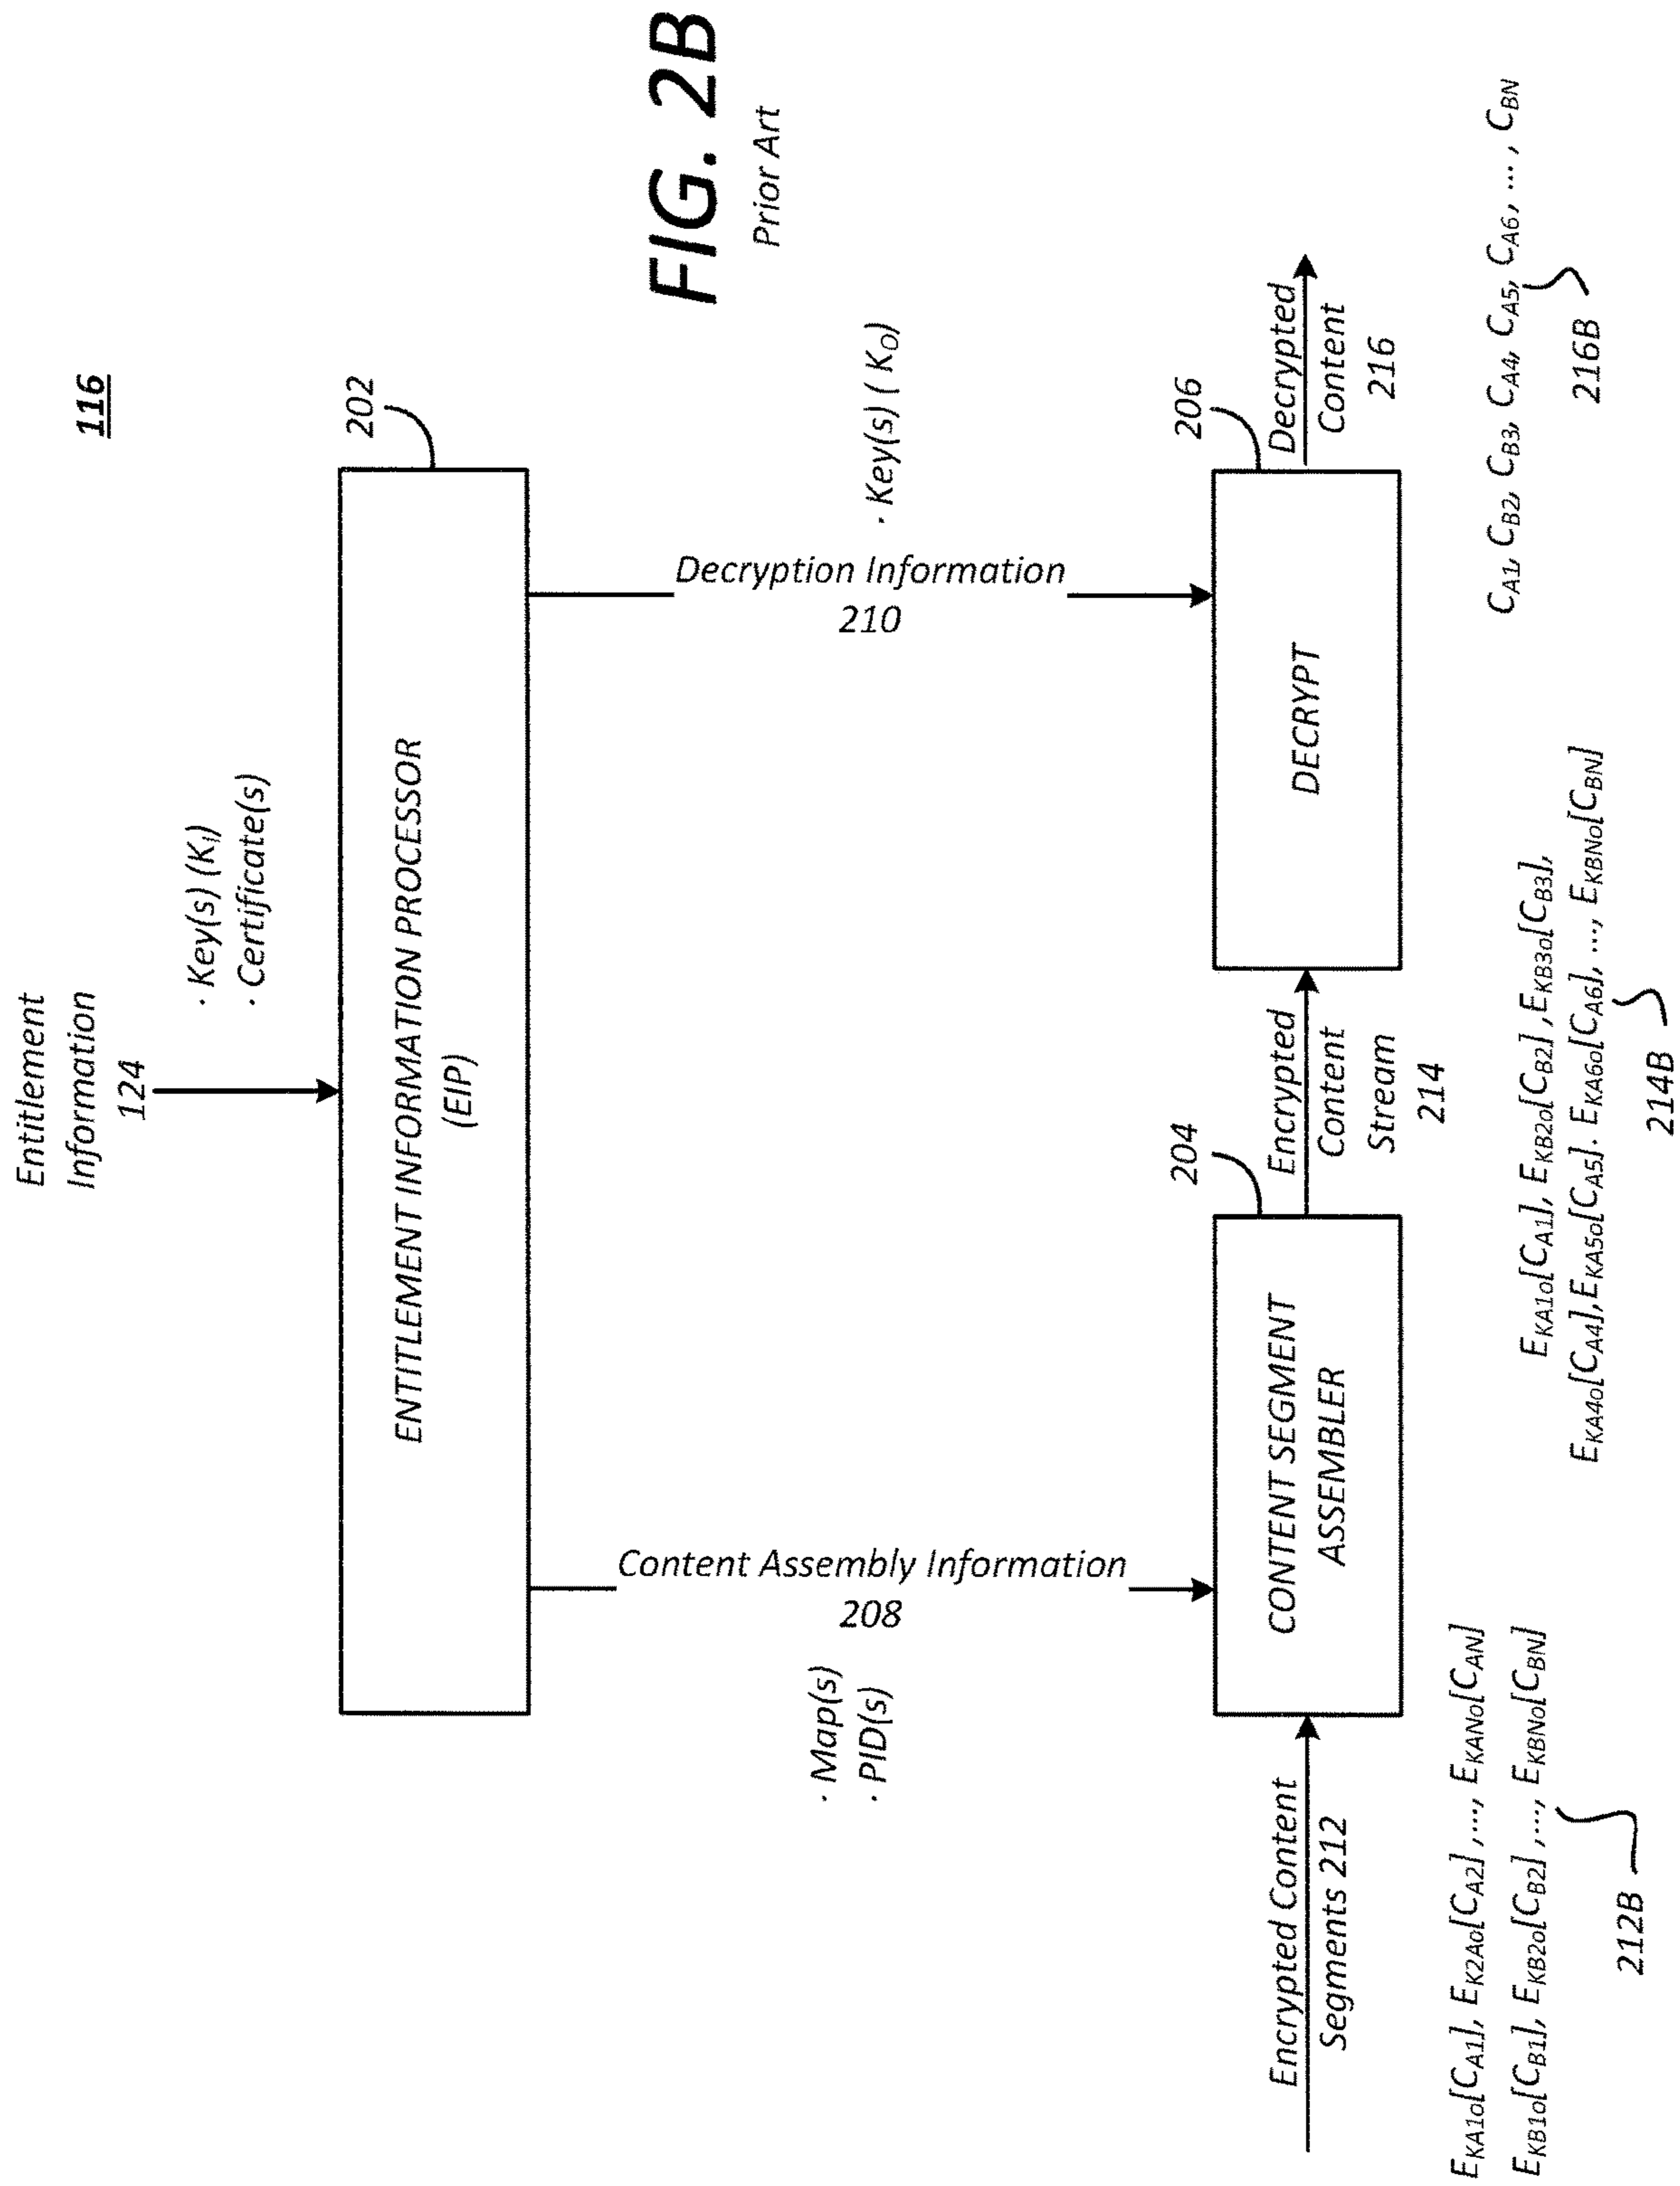 116
Entitlement
Information
124
· Key(s) (KI)
· Certificate(s)
202
ENTITLEMENT INFORMATION PROCESSOR
(EIP)
Content Assembly Information
208
· Map(s)
· PID(s)
Decryption Information
210
· Key(s) ( KO)
FIG. 2B
Prior Art
204
206
Encrypted Content
Segments 212
CONTENT SEGMENT
ASSEMBLER
Encrypted
Content
Stream
214
DECRYPT
Decrypted
Content
216
EKA1o[CA1], EK2Ao[CA2] ,..., EKANo[CAN]
EKB1o[CB1], EKB2o[CB2] ,..., EKBNo[CBN]
212B
EKA1o[CA1], EKB2o[CB2] ,EKB3o[CB3],
EKA4o[CA4],EKA5o[CA5]. EKA6o[CA6], ..., EKBNo[CBN]
214B
CA1, CB2, CB3, CA4, CA5, CA6, ... , CBN
216B